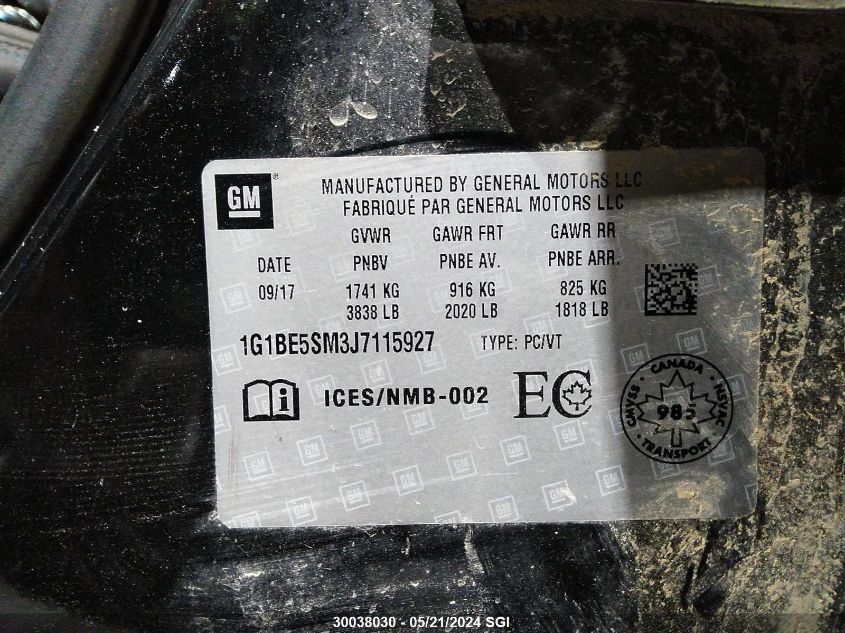 GM
MANUFACTURED BY GENERAL MOTORS LLC
FABRIQUÉ PAR GENERAL MOTORS LLC
GVWR GAWR FRT GAWR RR
DATE PNBV PNBE AV. PNBE ARR.
09/17 1741 KG 916 KG 825 KG
3838 LB 2020 LB 1818 LB
1G1BE5SM3J7115927 TYPE: PC/VT
ICES/NMB-002 EC
CANADA
CMVSS 985 NSVAC
TRANSPORT
30038030 - 05/21/2024 SGI